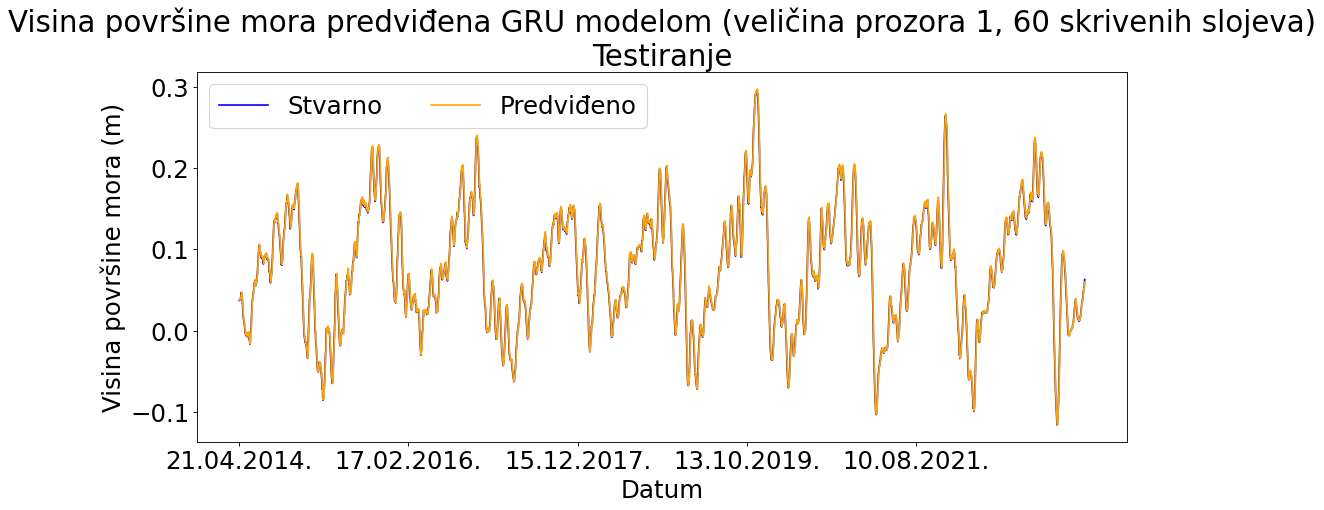 Visina površine mora predviđena GRU modelom (veličina prozora 1, 60 skrivenih slojeva)
Testiranje
Stvarno Predviđeno
Visina površine mora (m)
0.3
0.2
0.1
0.0
−0.1
21.04.2014. 17.02.2016. 15.12.2017. 13.10.2019. 10.08.2021.
Datum